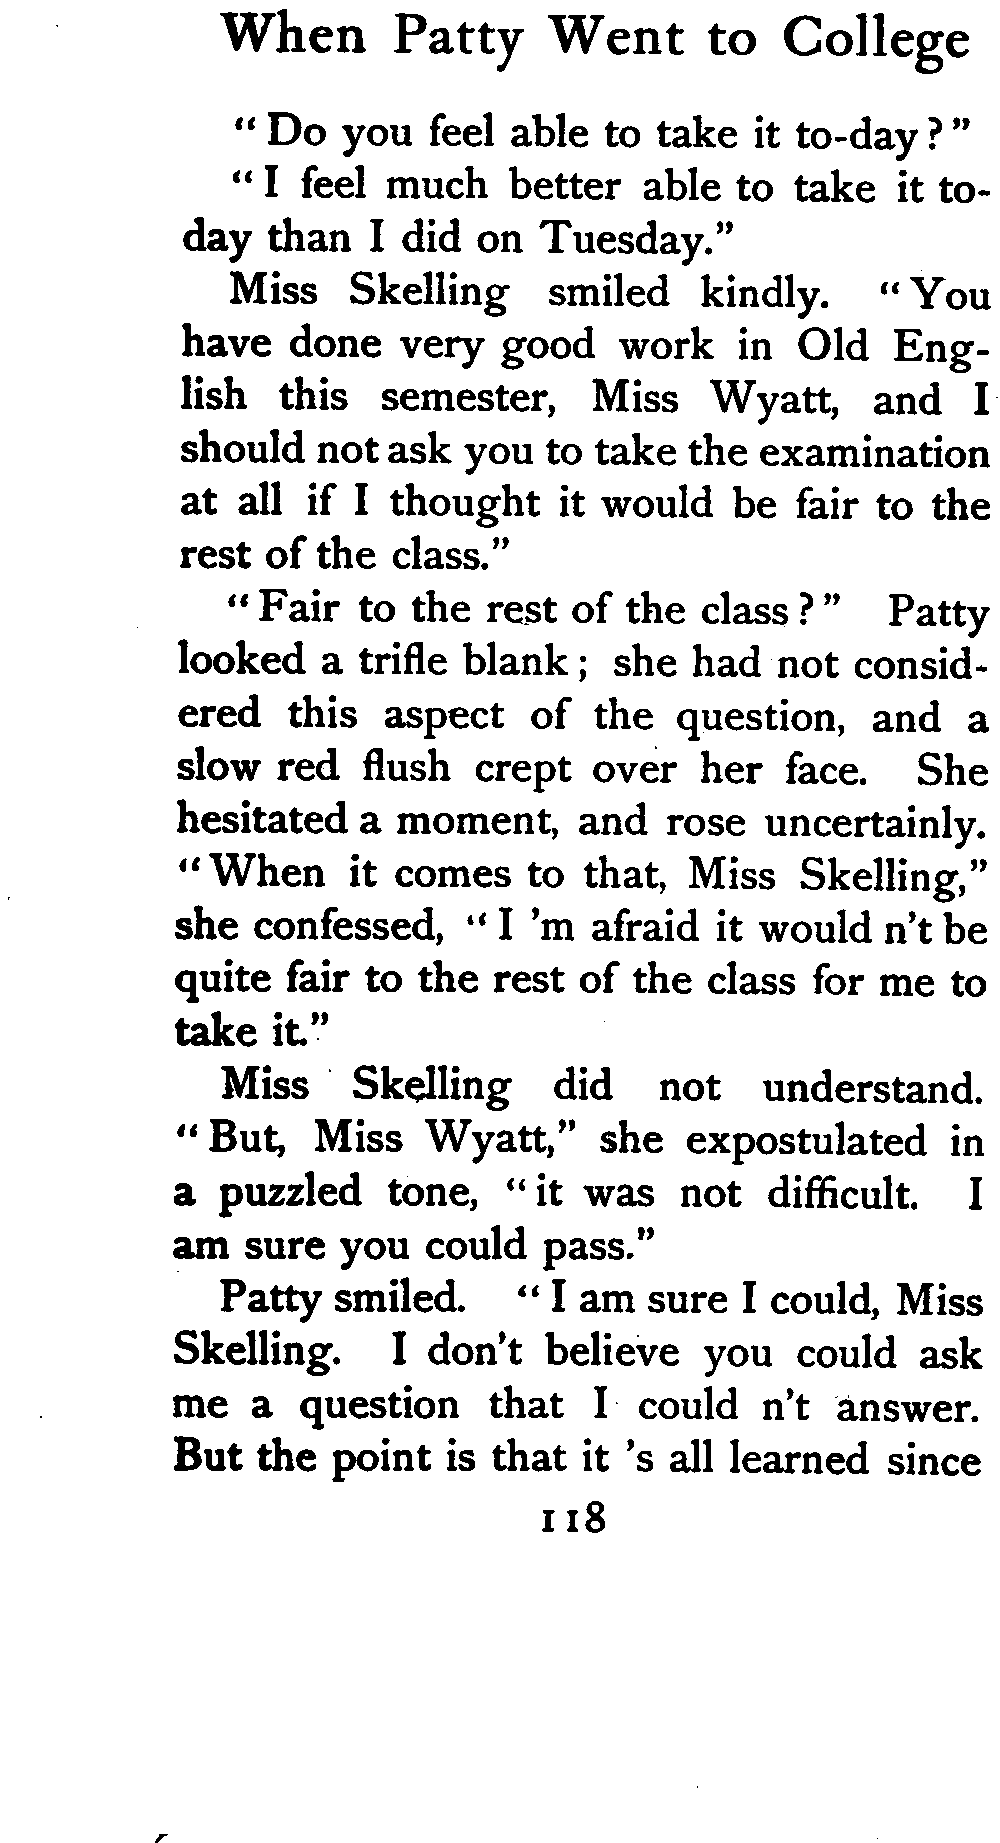 When Patty Went to College
“Do you feel able to take it to-day?”
“I feel much better able to take it to-
day than I did on Tuesday.”
Miss Skelling smiled kindly. “You
have done very good work in Old Eng-
lish this semester, Miss Wyatt, and I
should not ask you to take the examination
at all if I thought it would be fair to the
rest of the class.”
“Fair to the rest of the class?” Patty
looked a trifle blank; she had not consid-
ered this aspect of the question, and a
slow red flush crept over her face. She
hesitated a moment, and rose uncertainly.
“When it comes to that, Miss Skelling,”
she confessed, “I 'm afraid it would n't be
quite fair to the rest of the class for me to
take it.”
Miss Skelling did not understand.
“But, Miss Wyatt,” she expostulated in
a puzzled tone, “it was not difficult. I
am sure you could pass.”
Patty smiled. “I am sure I could, Miss
Skelling. I don't believe you could ask
me a question that I could n't answer.
But the point is that it 's all learned since
118